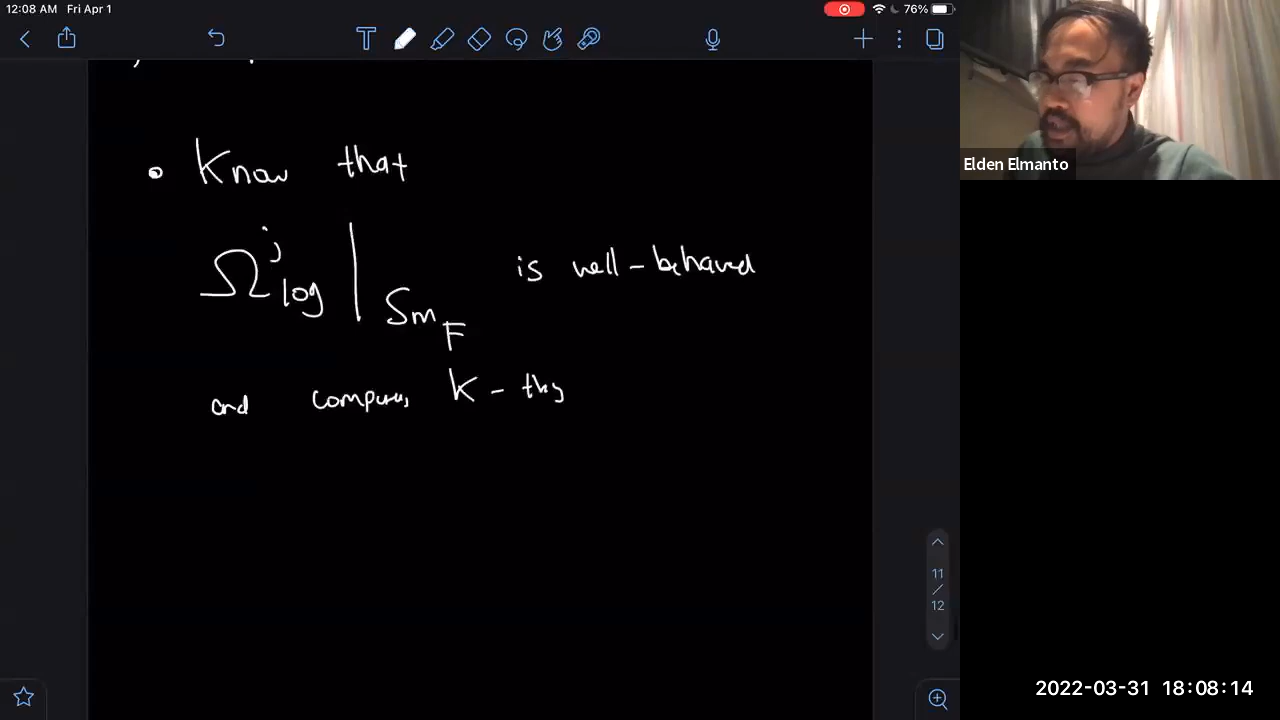 12:08 AM Fri Apr 1
76%
• Know that
Ω^j_log |_Sm_F is well-behaved
and computes K-thy
11
/
12
Elden Elmanto
2022-03-31 18:08:14